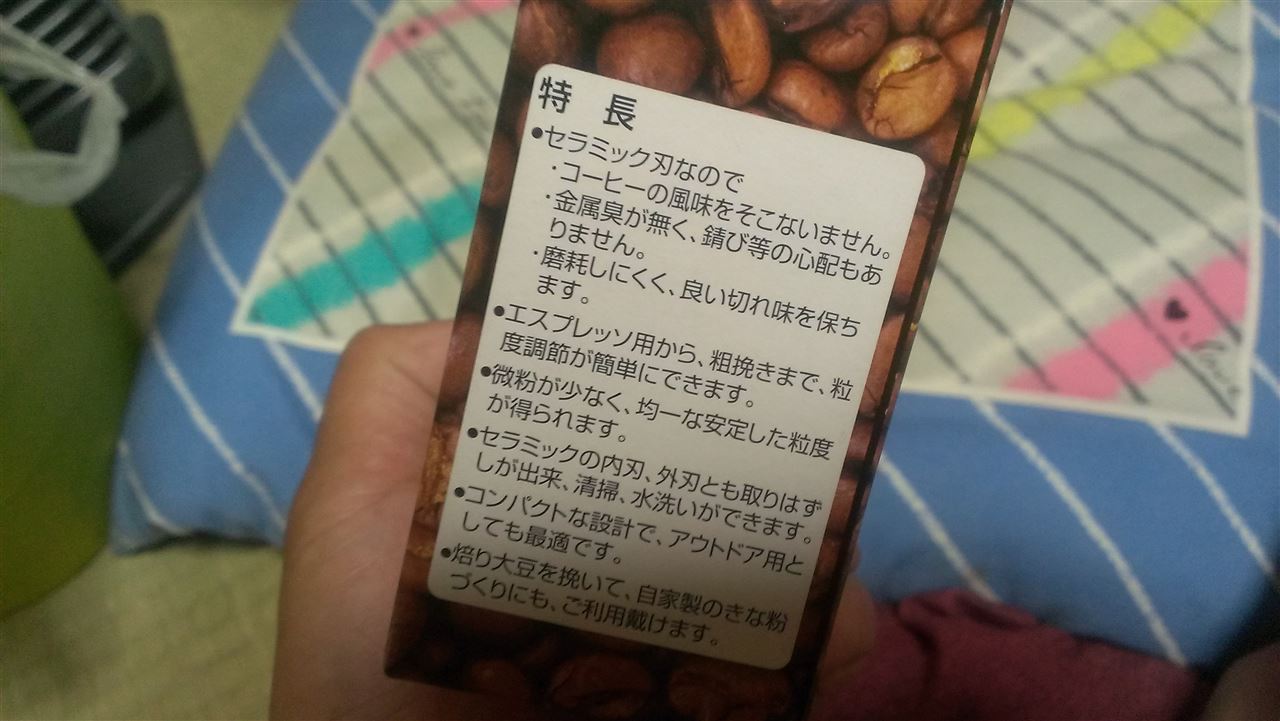 特長
●セラミック刃なので
・コーヒーの風味をそこないません。
・金属臭が無く、錆び等の心配もあ
りません。
・磨耗しにくく、良い切れ味を保ち
ます。
●エスプレッソ用から、粗挽きまで、粒
度調節が簡単にできます。
●微粉が少なく、均一な安定した粒度
が得られます。
●セラミックの内刃、外刃とも取りはず
しが出来、清掃、水洗いができます。
●コンパクトな設計で、アウトドア用と
しても最適です。
●焙り大豆を挽いて、自家製のきな粉
づくりにも、ご利用戴けます。